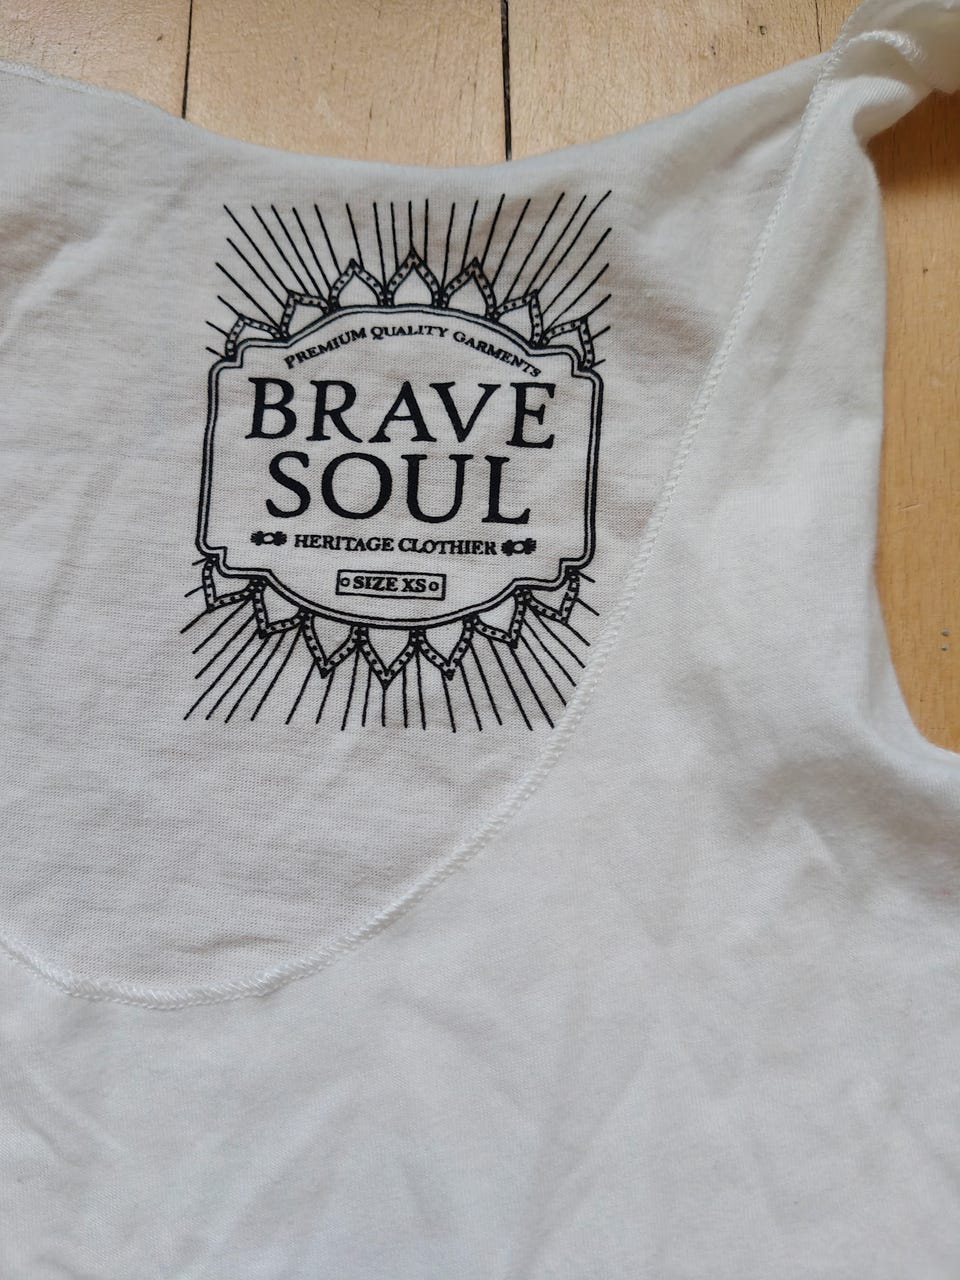 PREMIUM QUALITY GARMENTS
BRAVE
SOUL
HERITAGE CLOTHIER
SIZE XS